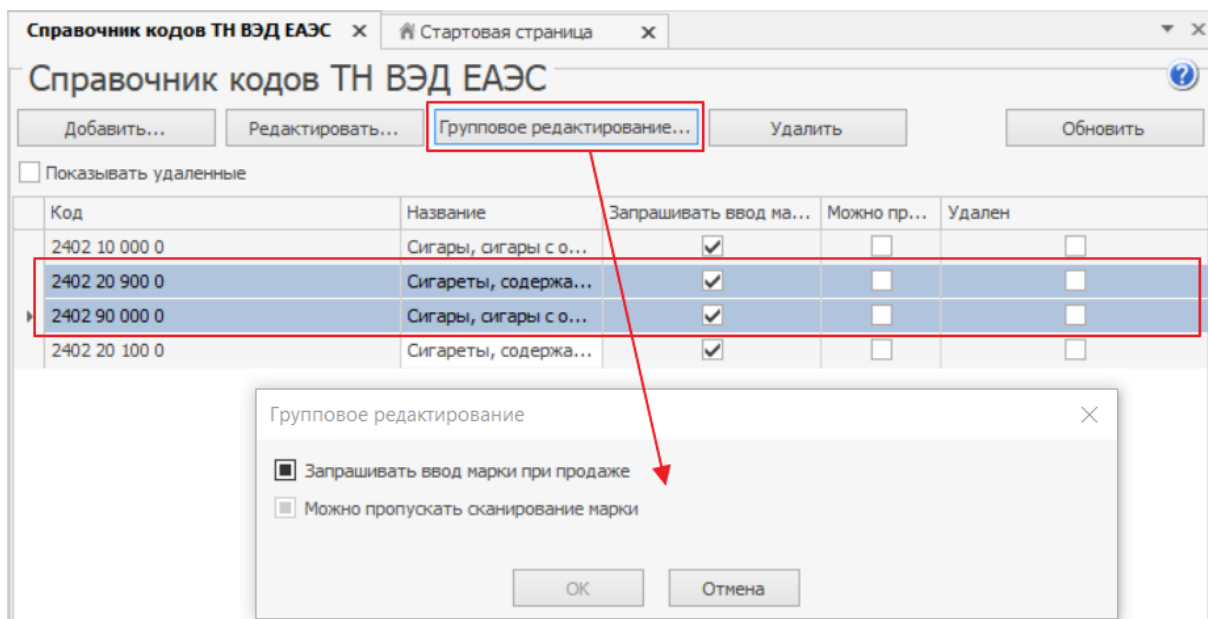 Справочник кодов ТН ВЭД ЕАЭС Стартовая страница
Справочник кодов ТН ВЭД ЕАЭС
Добавить... Редактировать... Групповое редактирование... Удалить Обновить
Показывать удаленные
Код Название Запрашивать ввод ма... Можно пр... Удален
2402 10 000 0 Сигары, сигары с о...
2402 20 900 0 Сигареты, содержа...
2402 90 000 0 Сигары, сигары с о...
2402 20 100 0 Сигареты, содержа...
Групповое редактирование
Запрашивать ввод марки при продаже
Можно пропускать сканирование марки
ОК Отмена